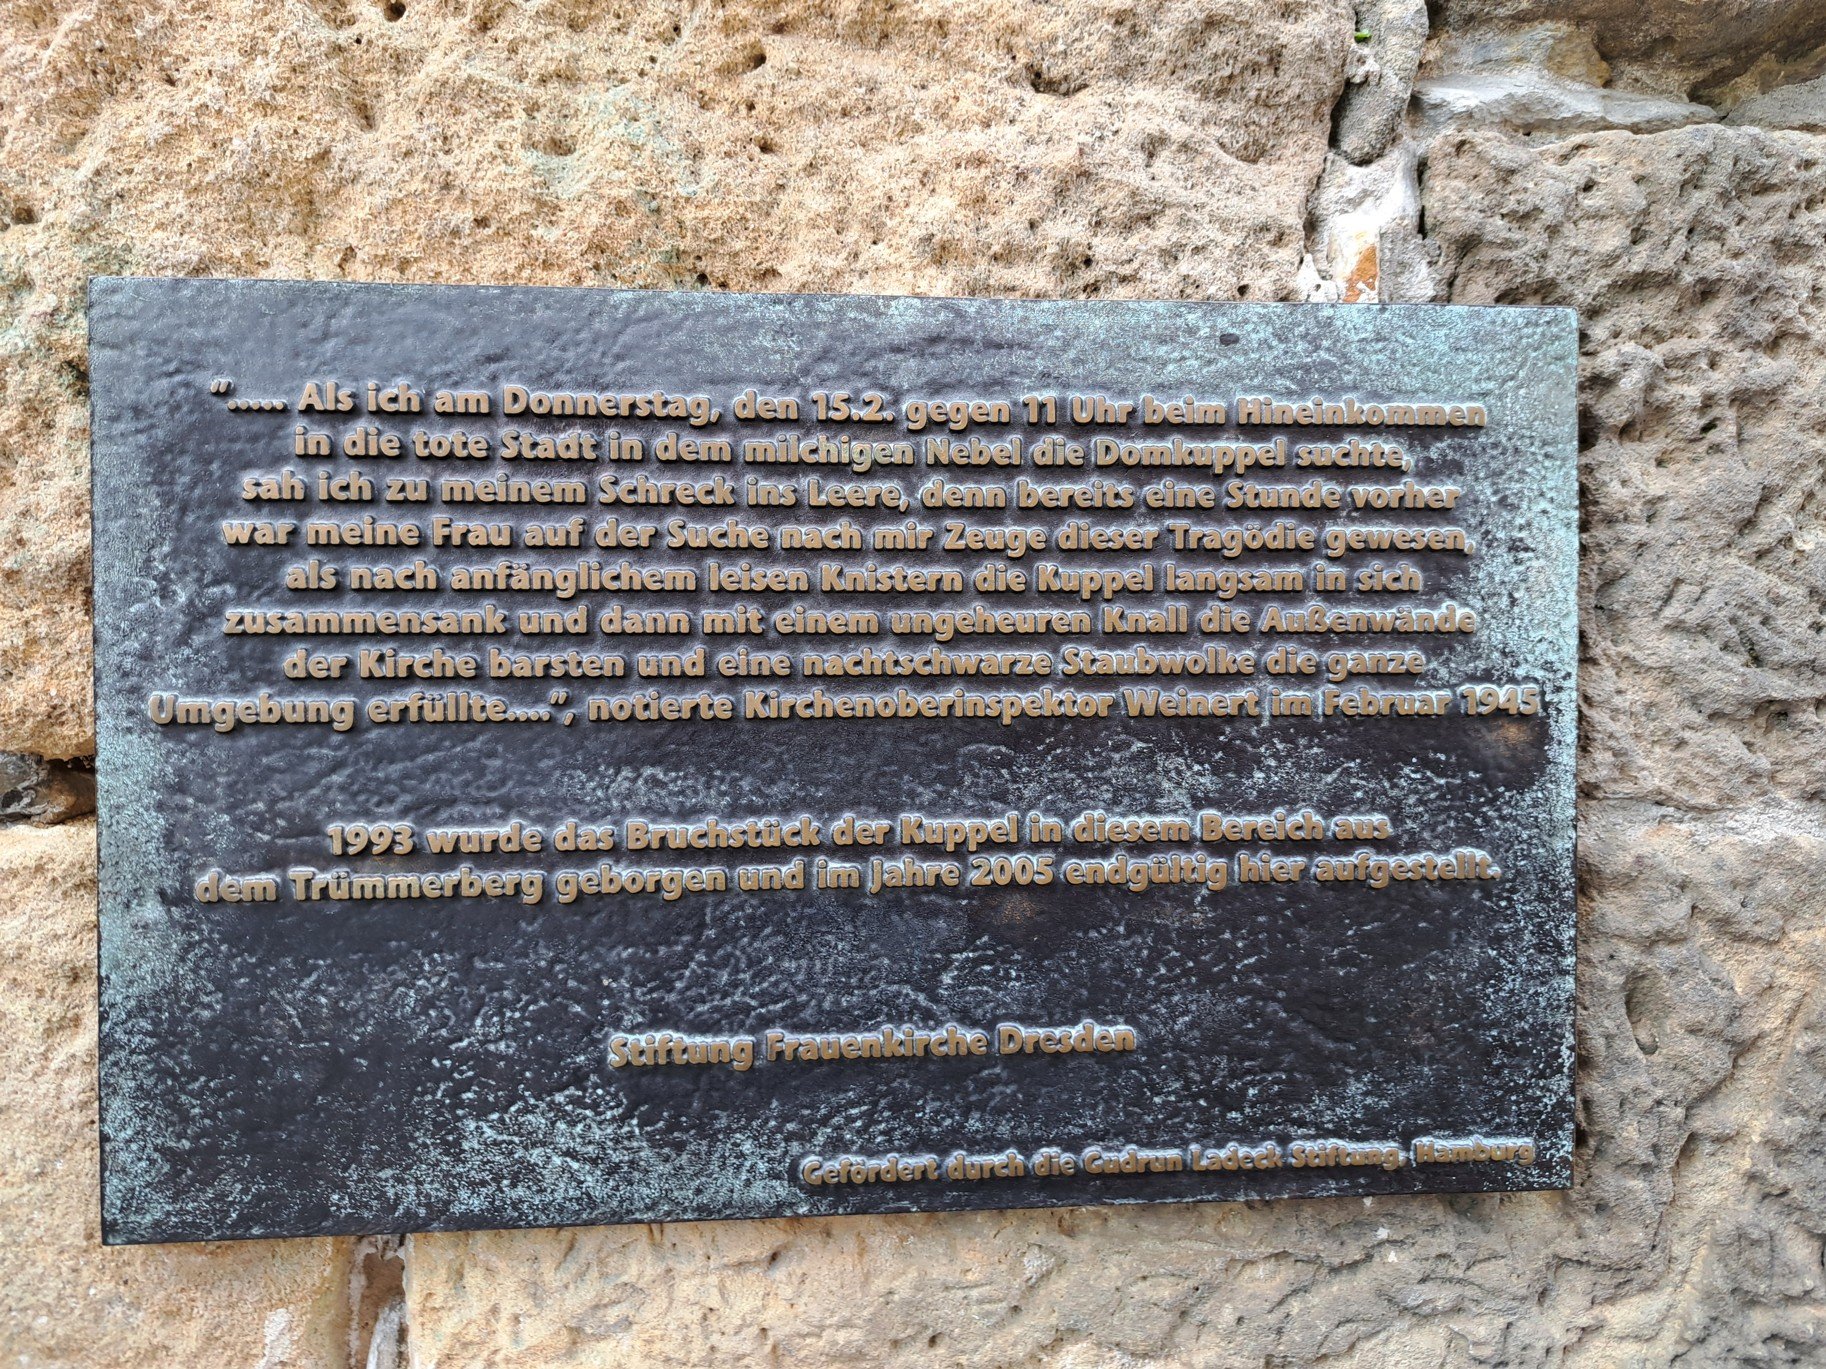 "...... Als ich am Donnerstag, den 15.2. gegen 11 Uhr beim Hineinkommen
in die tote Stadt in dem milchigen Nebel die Domkuppel suchte,
sah ich zu meinem Schreck ins Leere, denn bereits eine Stunde vorher
war meine Frau auf der Suche nach mir Zeuge dieser Tragödie gewesen,
als nach anfänglichem leisen Knistern die Kuppel langsam in sich
zusammensank und dann mit einem ungeheuren Knall die Außenwände
der Kirche barsten und eine nachtschwarze Staubwolke die ganze
Umgebung erfüllte....", notierte Kirchenoberinspektor Weinert im Februar 1945
1993 wurde das Bruchstück der Kuppel in diesem Bereich aus
dem Trümmerberg geborgen und im Jahre 2005 endgültig hier aufgestellt.
Stiftung Frauenkirche Dresden
Gefördert durch die Gudrun Ladeck Stiftung, Hamburg